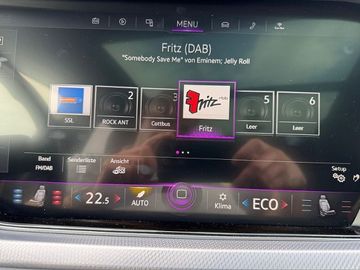 MENU
Fritz (DAB)
"Somebody Save Me" von Eminem; Jelly Roll
2 3 5 6
SSL ROCK ANT Cottbus Fritz Leer Leer
Fritz
Band Senderliste Ansicht Setup
FM/DAB
22.5 AUTO Klima ECO